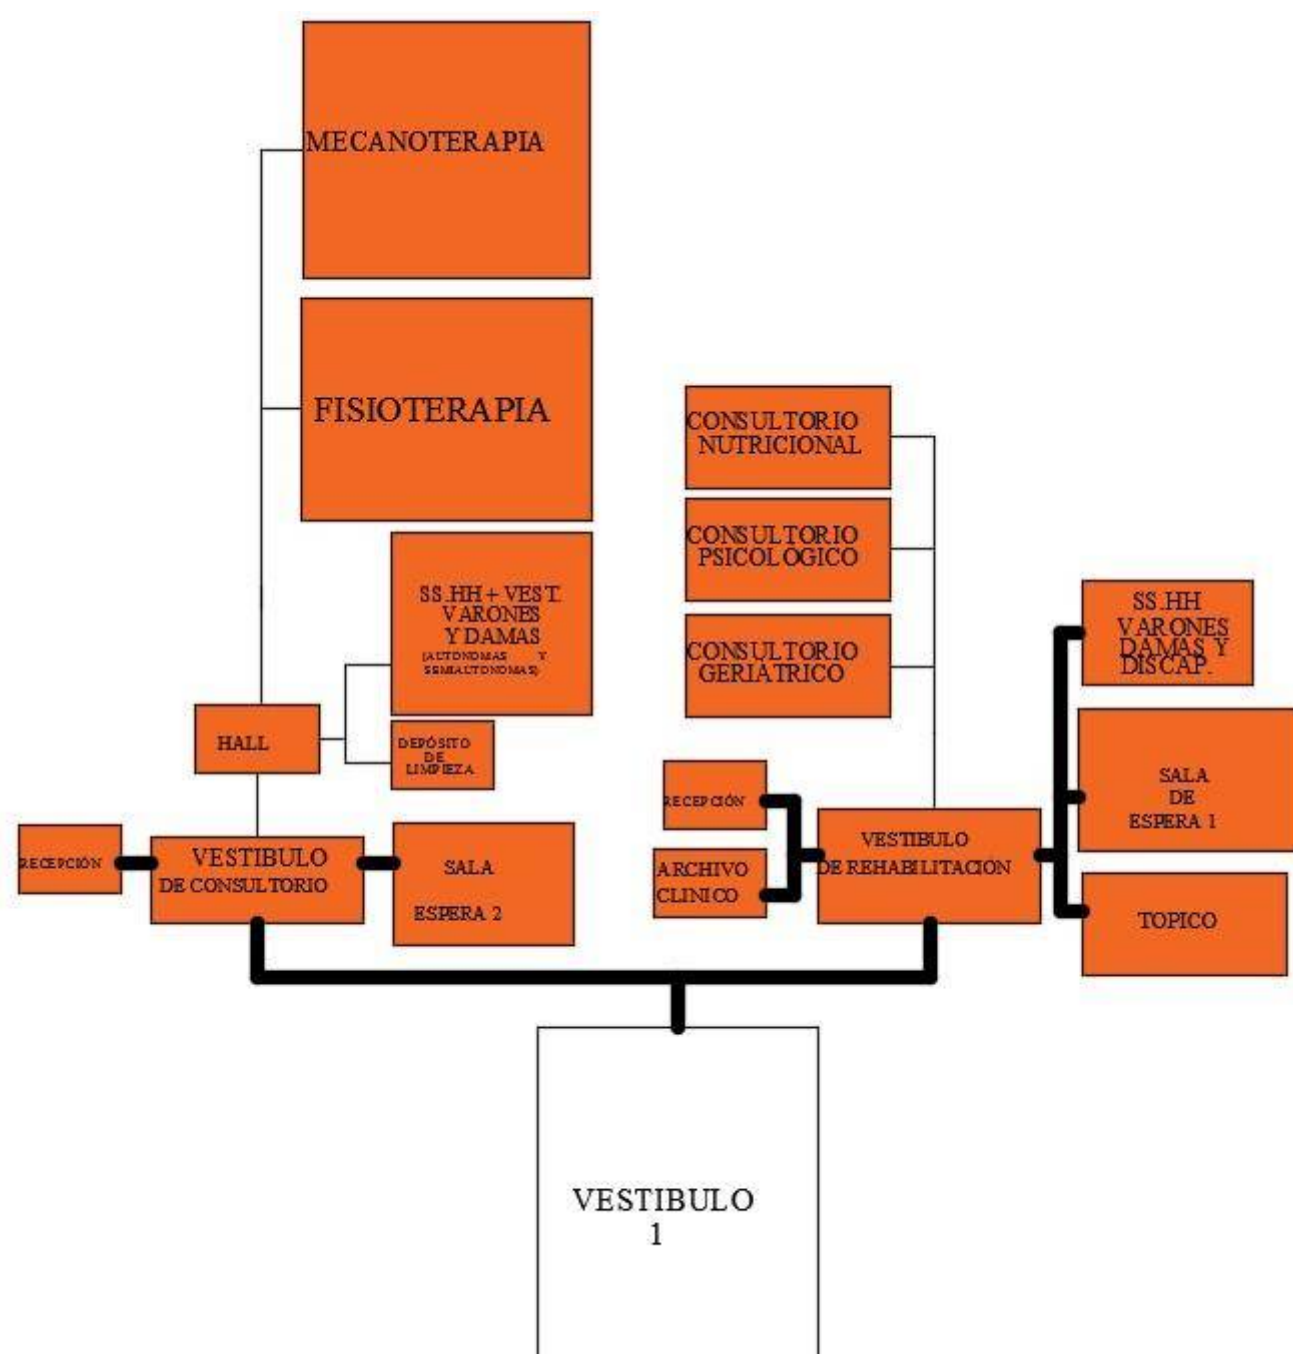 MECANOTERAPIA
FISIOTERAPIA
SS.HH + VEST.
VARONES
Y DAMAS
(AUTONOMAS Y
SEMIAUTONOMAS)
HALL
DEPÓSITO
DE
LIMPIEZA
RECEPCIÓN
VESTIBULO
DE CONSULTORIO
SALA
ESPERA 2
CONSULTORIO
NUTRICIONAL
CONSULTORIO
PSICOLOGICO
CONSULTORIO
GERIÁTRICO
RECEPCIÓN
ARCHIVO
CLINICO
VESTIBULO
DE REHABILITACIÓN
SS.HH
VARONES
DAMAS Y
DISCAP.
SALA
DE
ESPERA 1
TOPICO
VESTIBULO
1